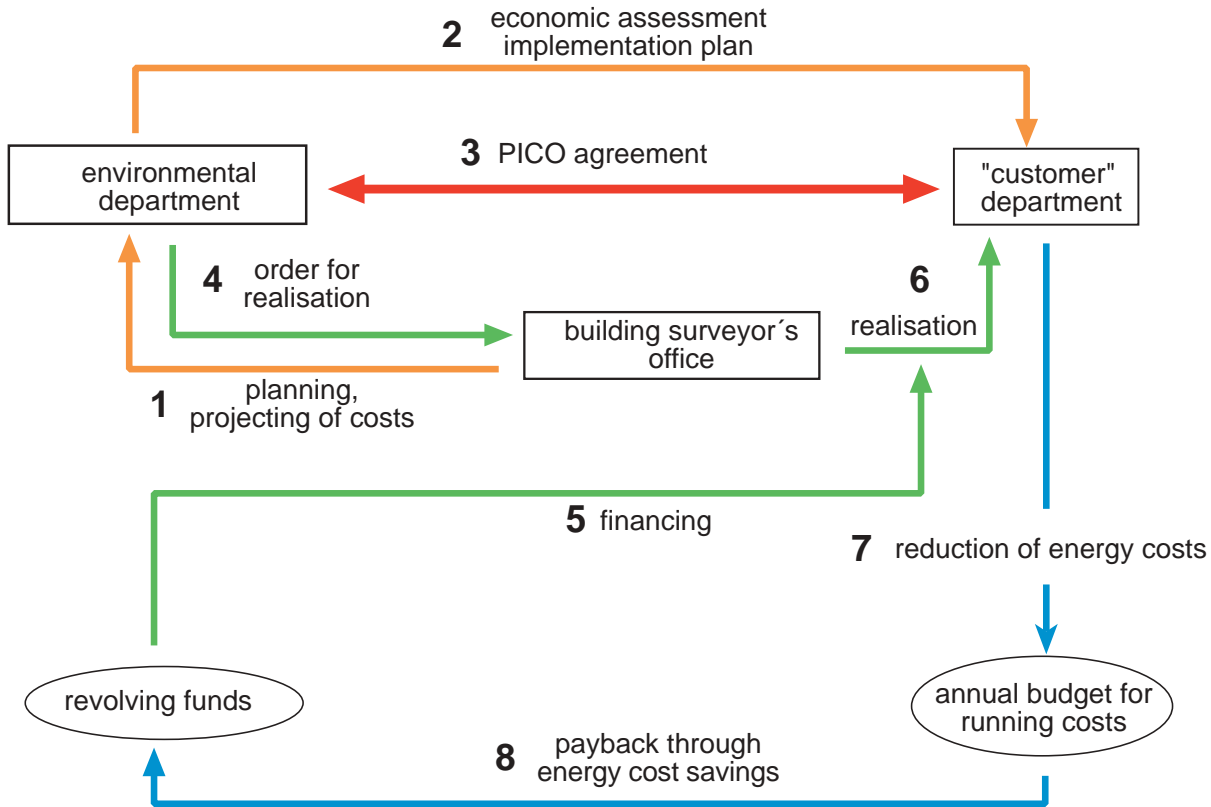 2 economic assessment
implementation plan
3 PICO agreement
environmental
department
"customer"
department
4 order for
realisation
6
realisation
building surveyor´s
office
1 planning,
projecting of costs
5 financing
7 reduction of energy costs
revolving funds
annual budget for
running costs
8 payback through
energy cost savings